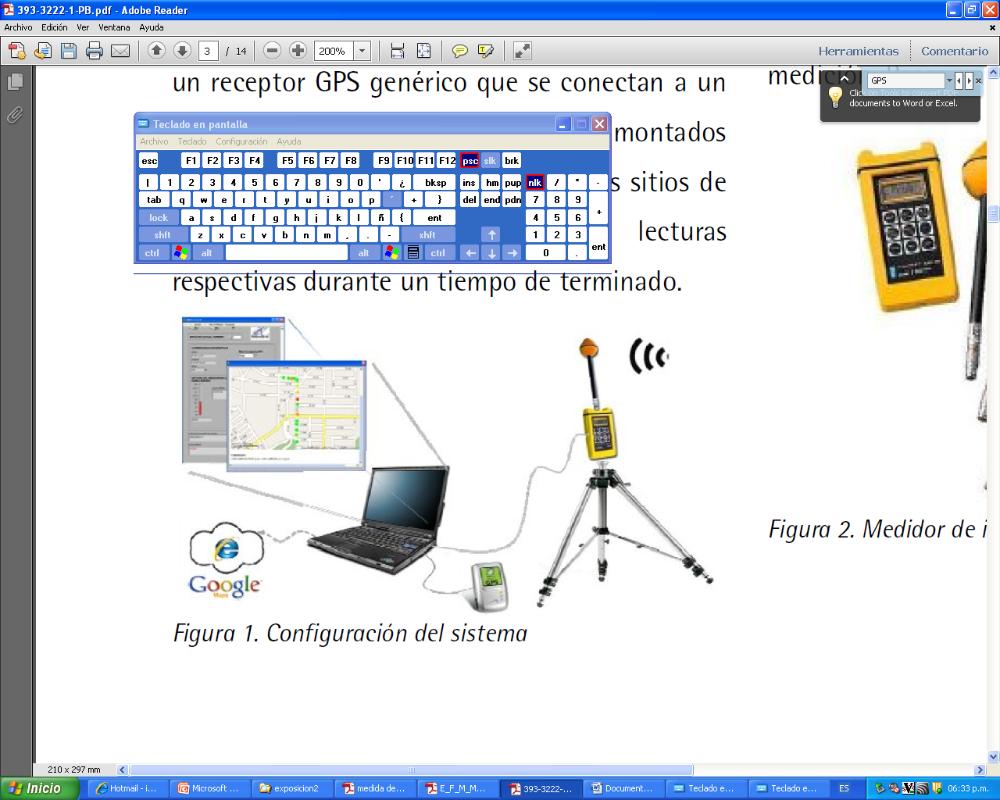 393-3222-1-PB.pdf - Adobe Reader
Archivo Edición Ver Ventana Ayuda
3 / 14 200% Herramientas Comentario
un receptor GPS genérico que se conectan a un
montados
s sitios de
lecturas
respectivas durante un tiempo de terminado.
medición
GPS
Click on Tools to convert PDF
documents to Word or Excel.
Teclado en pantalla
Archivo Teclado Configuración Ayuda
esc F1 F2 F3 F4 F5 F6 F7 F8 F9 F10 F11 F12 psc slk brk
| 1 2 3 4 5 6 7 8 9 0 ' ¿ bksp ins hm pup nlk / * -
tab q w e r t y u i o p ´ + } del end pdn 7 8 9 +
lock a s d f g h j k l ñ { ent 4 5 6
shft z x c v b n m , . - shft ↑ 1 2 3 ent
ctrl alt alt ctrl ← ↓ → 0 .
Google
Maps
GPS
Figura 1. Configuración del sistema
Figura 2. Medidor de i
210 x 297 mm
Inicio Hotmail - i... Microsoft ... exposicion2 medida de... E_F_M_M... 393-3222-... Document... Teclado e... Teclado e... ES 06:33 p.m.